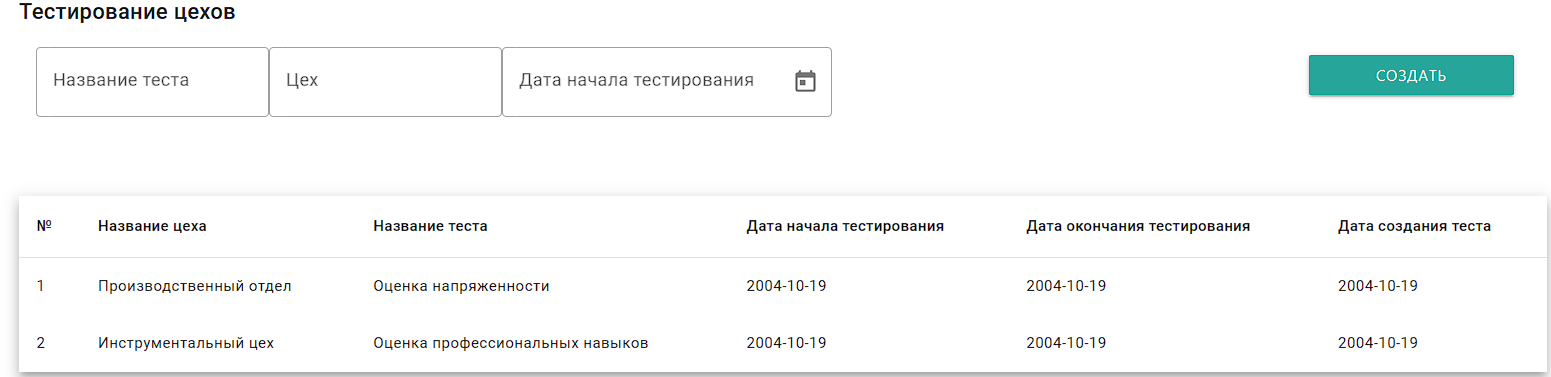 Тестирование цехов
Название теста Цех Дата начала тестирования СОЗДАТЬ
№ Название цеха Название теста Дата начала тестирования Дата окончания тестирования Дата создания теста
1 Производственный отдел Оценка напряженности 2004-10-19 2004-10-19 2004-10-19
2 Инструментальный цех Оценка профессиональных навыков 2004-10-19 2004-10-19 2004-10-19